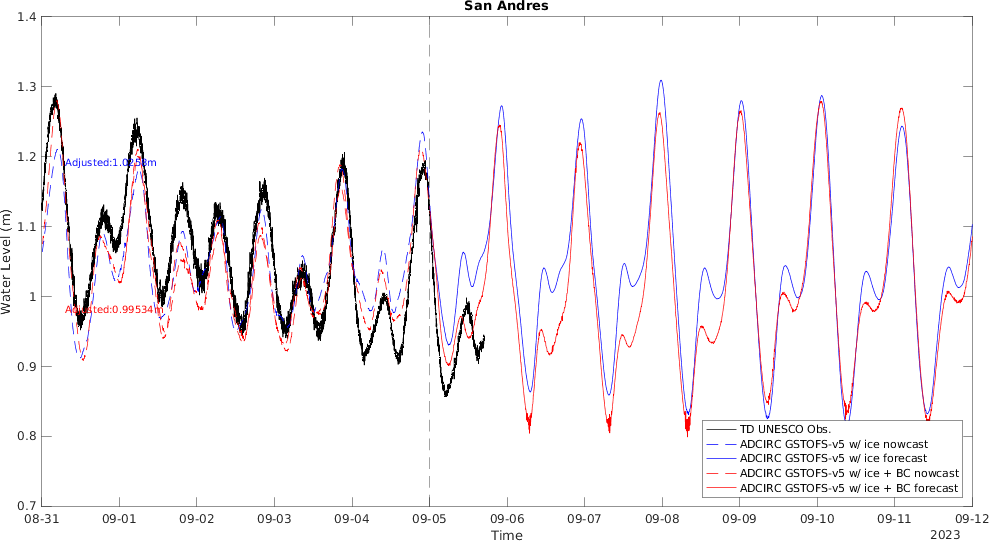 San Andres
1.4
1.3
1.2
1.1
1
0.9
0.8
0.7
Water Level (m)
Adjusted:1.0258m
Adjusted:0.99534m
TD UNESCO Obs.
ADCIRC GSTOFS-v5 w/ ice nowcast
ADCIRC GSTOFS-v5 w/ ice forecast
ADCIRC GSTOFS-v5 w/ ice + BC nowcast
ADCIRC GSTOFS-v5 w/ ice + BC forecast
08-31 09-01 09-02 09-03 09-04 09-05 09-06 09-07 09-08 09-09 09-10 09-11 09-12
Time
2023